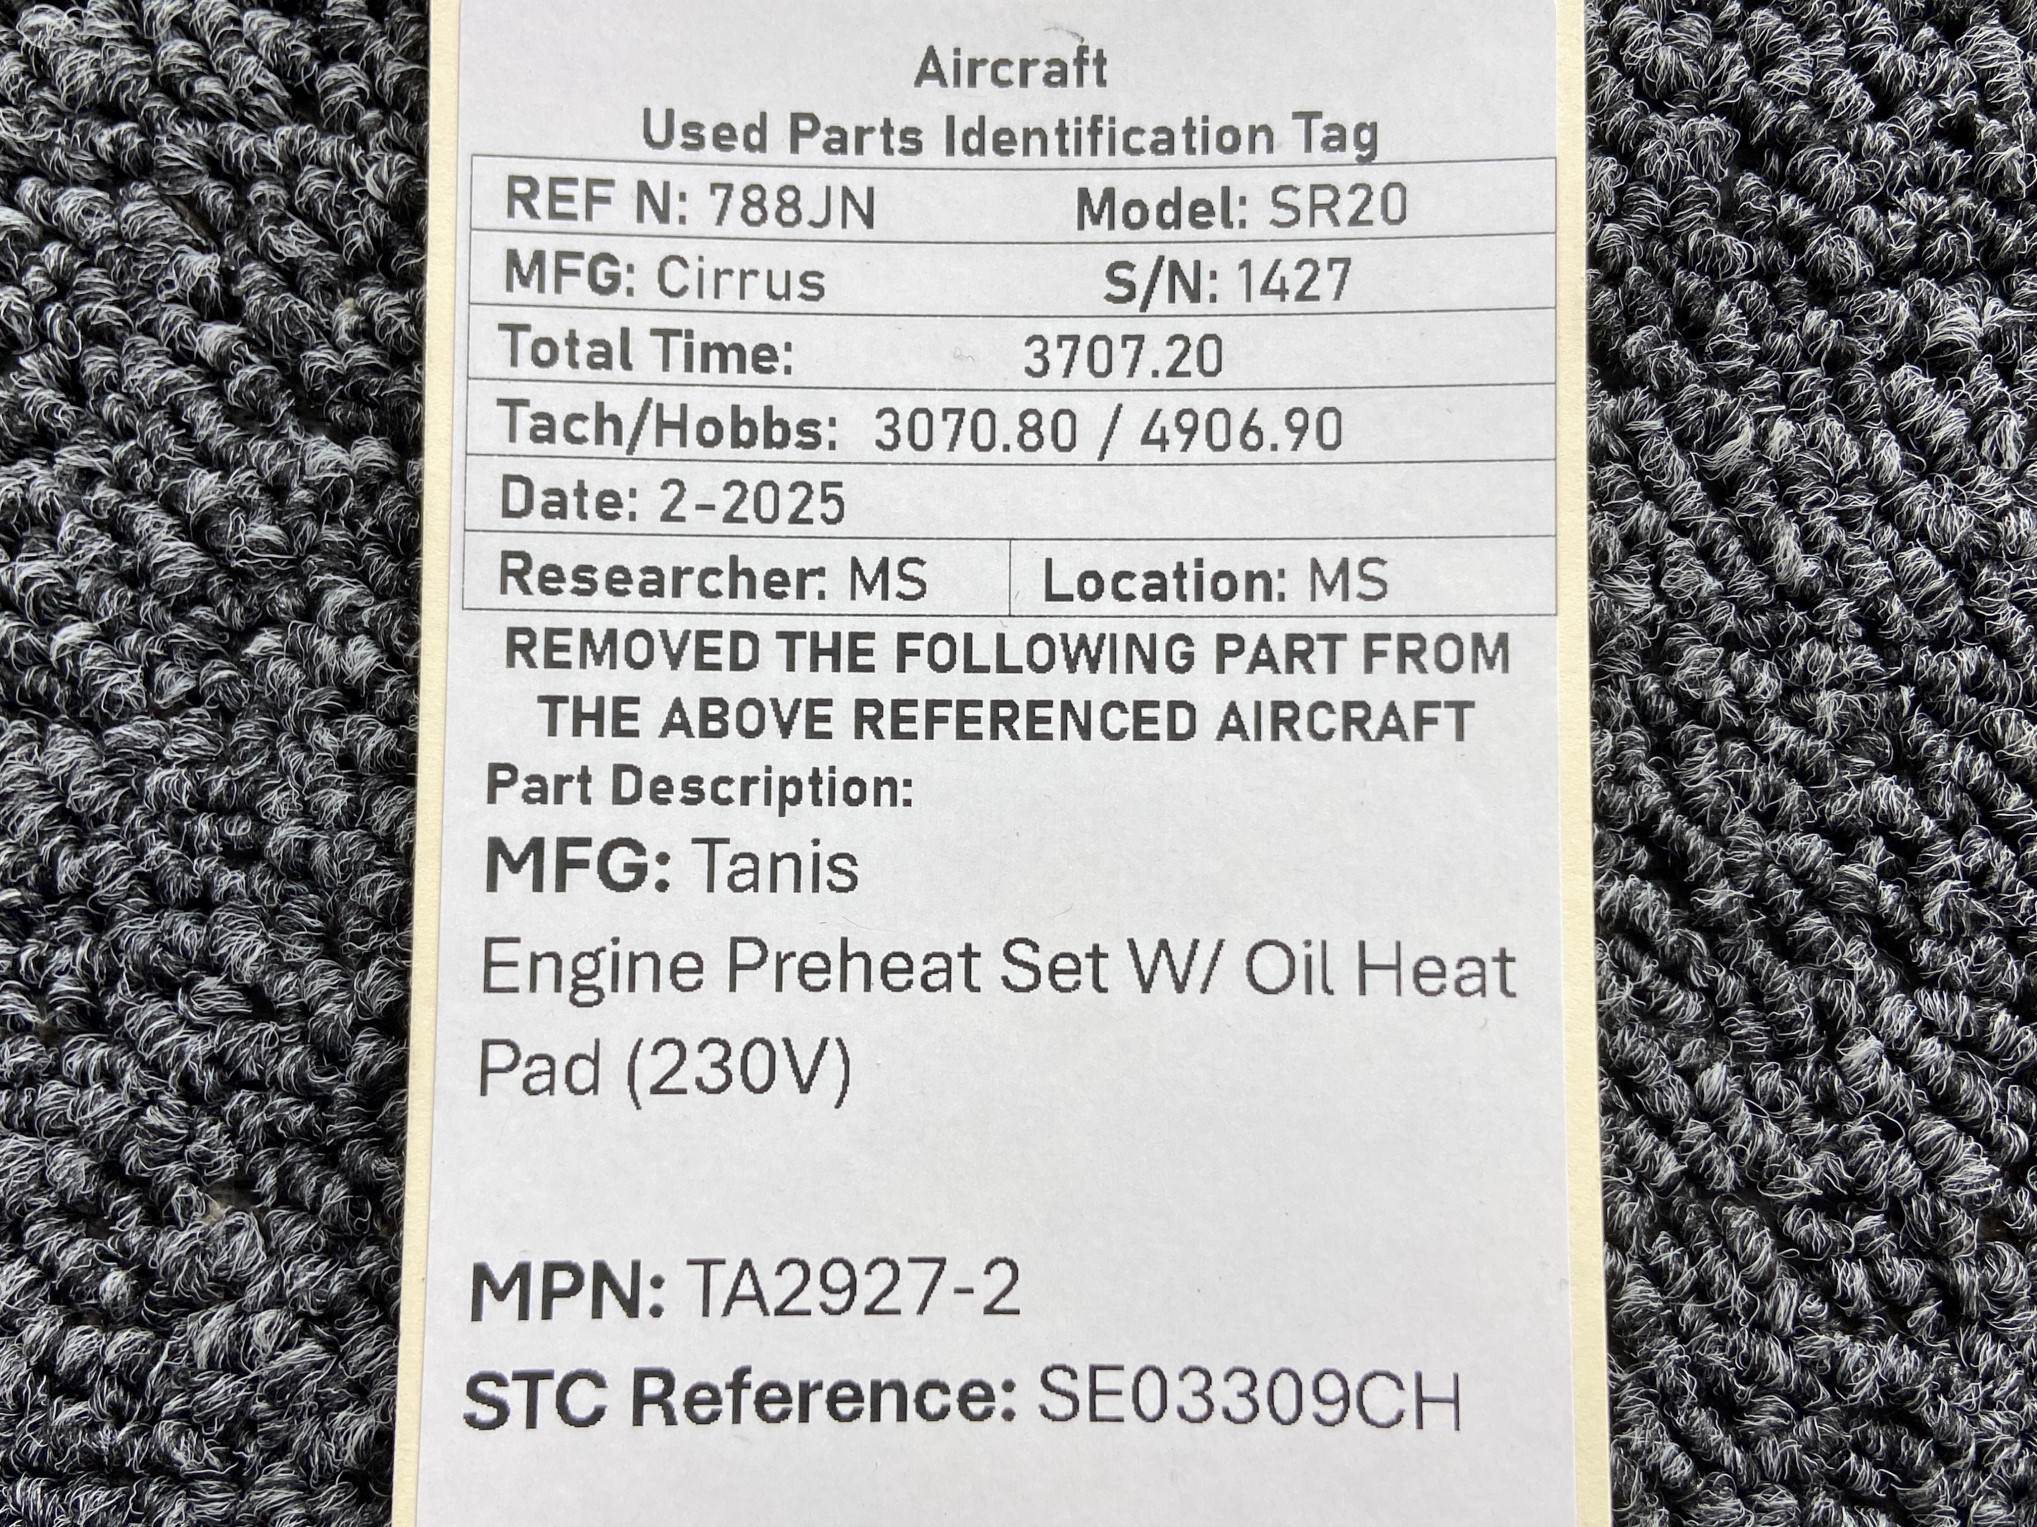 Aircraft
Used Parts Identification Tag
REF N: 788JN Model: SR20
MFG: Cirrus S/N: 1427
Total Time: 3707.20
Tach/Hobbs: 3070.80 / 4906.90
Date: 2-2025
Researcher: MS Location: MS
REMOVED THE FOLLOWING PART FROM
THE ABOVE REFERENCED AIRCRAFT
Part Description:
MFG: Tanis
Engine Preheat Set W/ Oil Heat
Pad (230V)
MPN: TA2927-2
STC Reference: SE03309CH